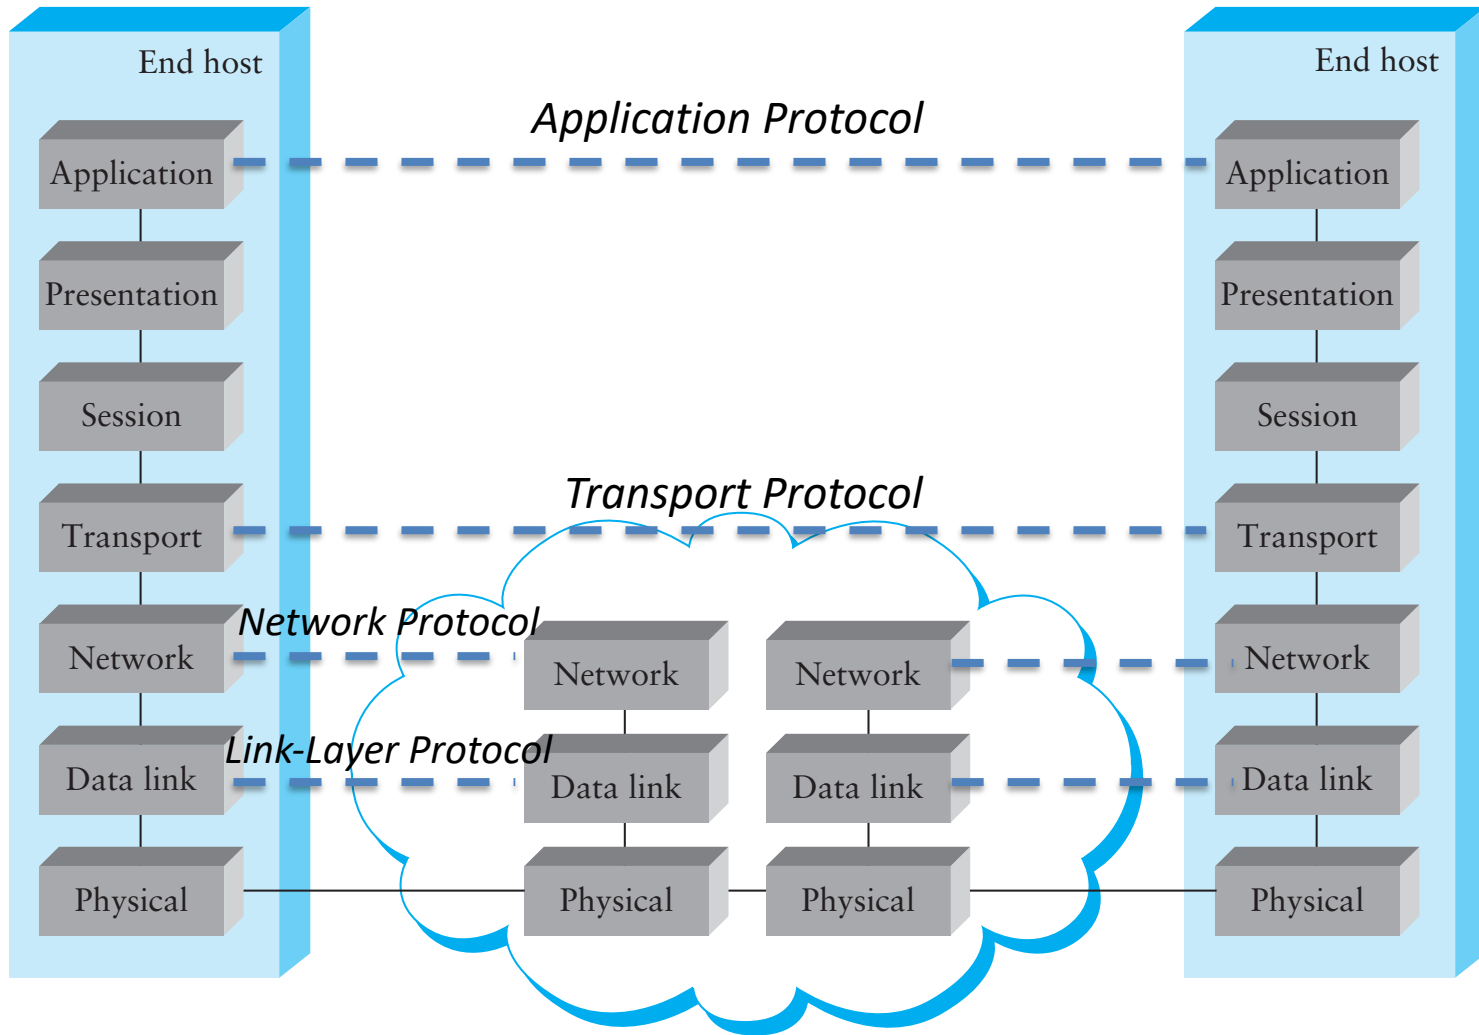 End host
End host
Application Protocol
Application
Application
Presentation
Presentation
Session
Session
Transport Protocol
Transport
Transport
Network Protocol
Network
Network
Network
Network
Link-Layer Protocol
Data link
Data link
Data link
Data link
Physical
Physical
Physical
Physical